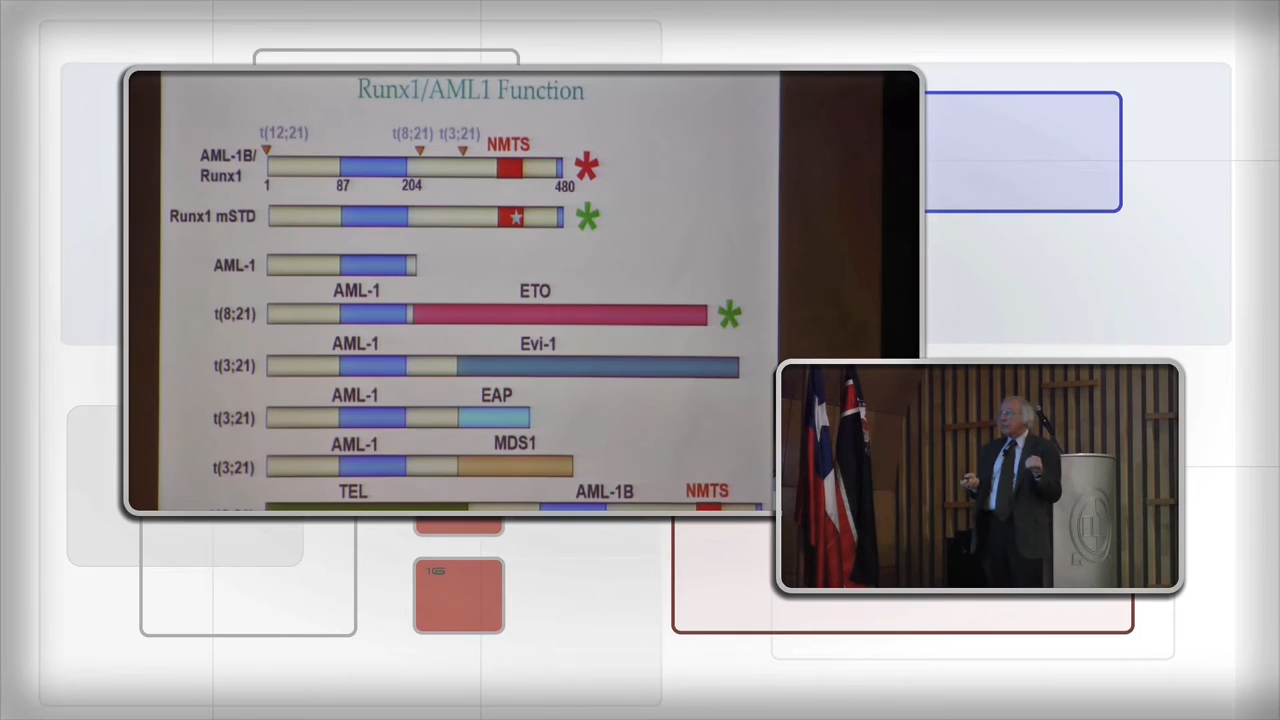 Runx1/AML1 Function
t(12;21) t(8;21) t(3;21) NMTS
AML-1B/
Runx1
1 87 204 480
Runx1 mSTD
AML-1
AML-1 ETO
t(8;21)
AML-1 Evi-1
t(3;21)
AML-1 EAP
t(3;21)
AML-1 MDS1
t(3;21)
TEL AML-1B NMTS
16